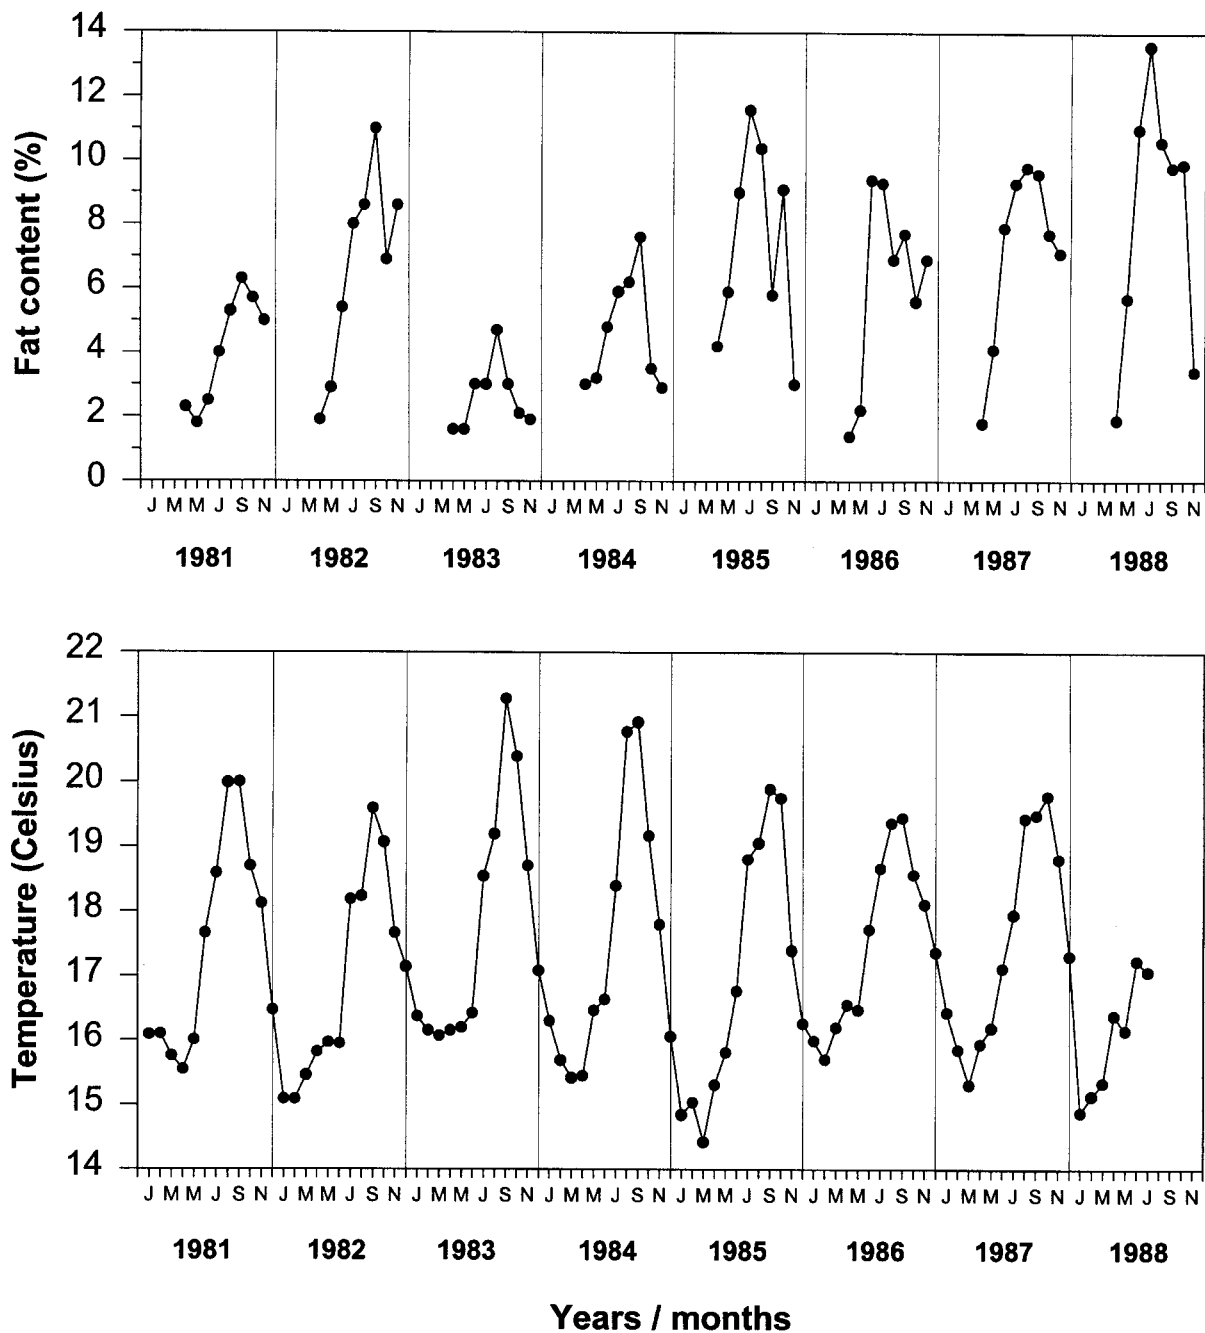 14
12
10
8
6
4
2
0
Fat content (%)
J M M J S N J M M J S N J M M J S N J M M J S N J M M J S N J M M J S N J M M J S N J M M J S N
1981 1982 1983 1984 1985 1986 1987 1988
22
21
20
19
18
17
16
15
14
Temperature (Celsius)
J M M J S N J M M J S N J M M J S N J M M J S N J M M J S N J M M J S N J M M J S N J M M J S N
1981 1982 1983 1984 1985 1986 1987 1988
Years / months